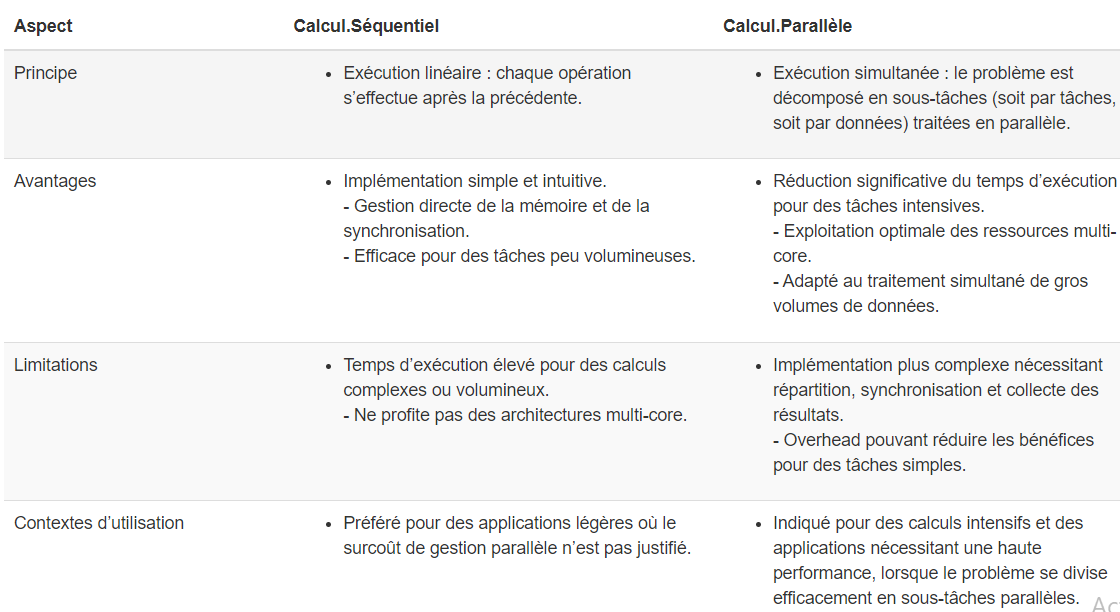 Aspect Calcul.Séquentiel Calcul.Parallèle
Principe
• Exécution linéaire : chaque opération
s’effectue après la précédente.
• Exécution simultanée : le problème est
décomposé en sous-tâches (soit par tâches,
soit par données) traitées en parallèle.
Avantages
• Implémentation simple et intuitive.
- Gestion directe de la mémoire et de la
synchronisation.
- Efficace pour des tâches peu volumineuses.
• Réduction significative du temps d’exécution
pour des tâches intensives.
- Exploitation optimale des ressources multi-
core.
- Adapté au traitement simultané de gros
volumes de données.
Limitations
• Temps d’exécution élevé pour des calculs
complexes ou volumineux.
- Ne profite pas des architectures multi-core.
• Implémentation plus complexe nécessitant
répartition, synchronisation et collecte des
résultats.
- Overhead pouvant réduire les bénéfices
pour des tâches simples.
Contextes d’utilisation
• Préféré pour des applications légères où le
surcoût de gestion parallèle n’est pas justifié.
• Indiqué pour des calculs intensifs et des
applications nécessitant une haute
performance, lorsque le problème se divise
efficacement en sous-tâches parallèles.